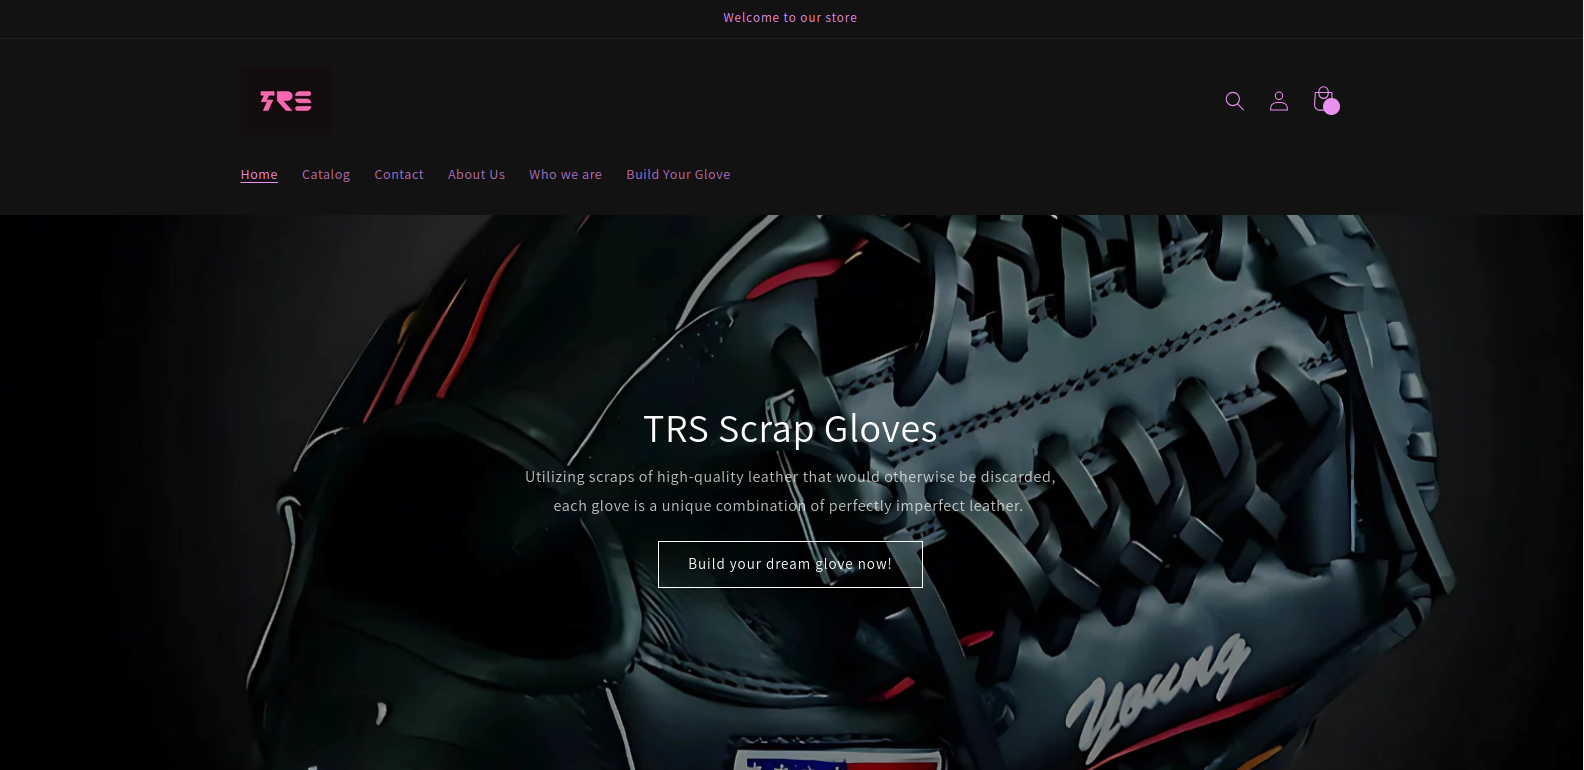 Welcome to our store
TRS
Home Catalog Contact About Us Who we are Build Your Glove
TRS Scrap Gloves
Utilizing scraps of high-quality leather that would otherwise be discarded,
each glove is a unique combination of perfectly imperfect leather.
Build your dream glove now!
Young